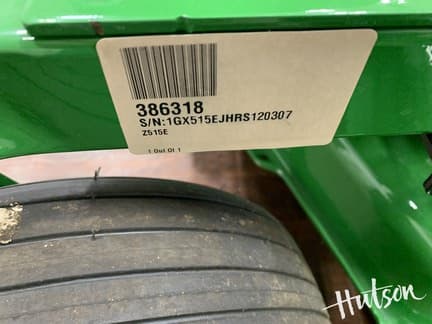 386318
S/N:1GX515EJHRS120307
Z515E
1 Out Of 1
Hutson